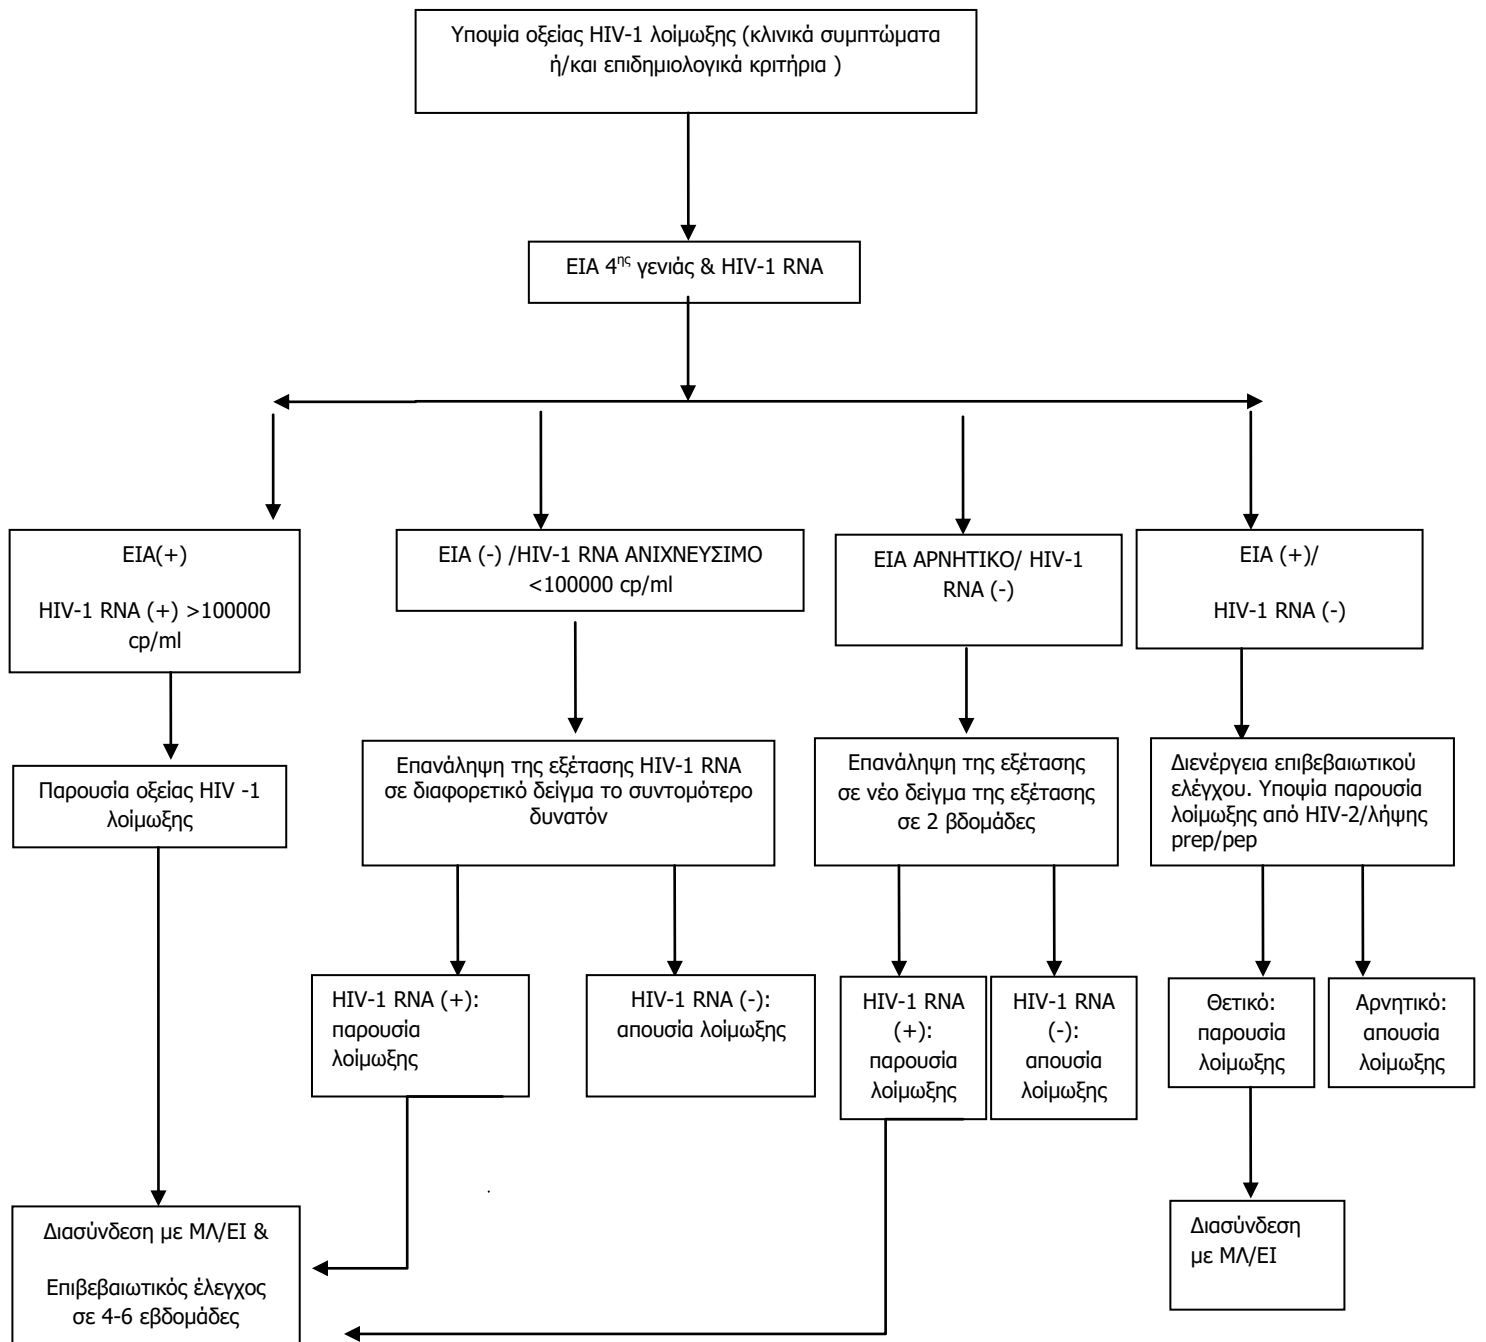 Υποψία οξείας HIV-1 λοίμωξης (κλινικά συμπτώματα
ή/και επιδημιολογικά κριτήρια )
ΕΙΑ 4ης γενιάς & HIV-1 RNA
ΕΙΑ(+)
HIV-1 RNA (+) >100000
cp/ml
ΕΙΑ (-) /HIV-1 RNA ΑΝΙΧΝΕΥΣΙΜΟ
<100000 cp/ml
ΕΙΑ ΑΡΝΗΤΙΚΟ/ HIV-1
RNA (-)
ΕΙΑ (+)/
HIV-1 RNA (-)
Παρουσία οξείας HIV -1
λοίμωξης
Επανάληψη της εξέτασης HIV-1 RNA
σε διαφορετικό δείγμα το συντομότερο
δυνατόν
Επανάληψη της εξέτασης
σε νέο δείγμα της εξέτασης
σε 2 βδομάδες
Διενέργεια επιβεβαιωτικού
ελέγχου. Υποψία παρουσία
λοίμωξης από HIV-2/λήψης
prep/pep
HIV-1 RNA (+):
παρουσία
λοίμωξης
HIV-1 RNA (-):
απουσία λοίμωξης
HIV-1 RNA
(+):
παρουσία
λοίμωξης
HIV-1 RNA
(-):
απουσία
λοίμωξης
Θετικό:
παρουσία
λοίμωξης
Αρνητικό:
απουσία
λοίμωξης
Διασύνδεση με ΜΛ/ΕΙ &
Επιβεβαιωτικός έλεγχος
σε 4-6 εβδομάδες
Διασύνδεση
με ΜΛ/ΕΙ